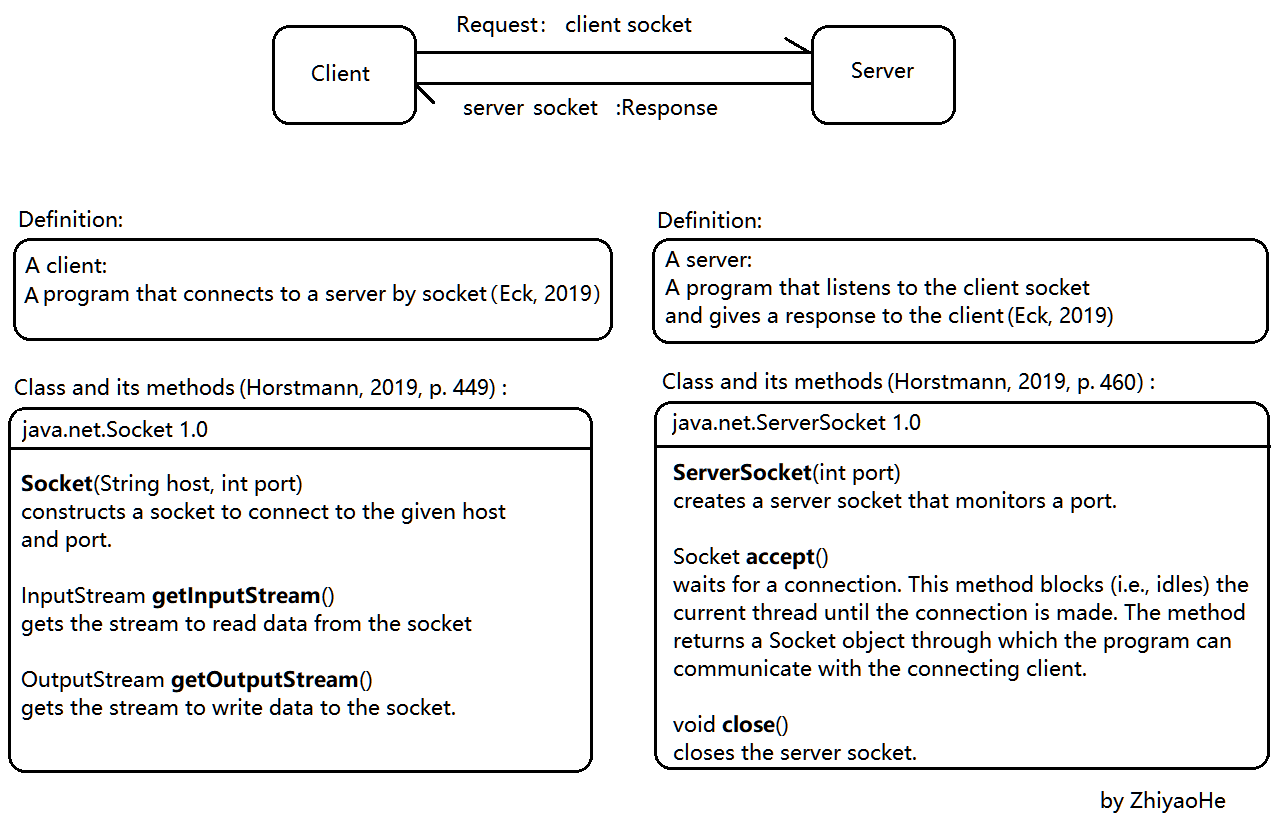 Request: client socket
Client
Server
server socket :Response
Definition:
A client:
A program that connects to a server by socket (Eck, 2019)
Definition:
A server:
A program that listens to the client socket
and gives a response to the client (Eck, 2019)
Class and its methods (Horstmann, 2019, p. 449) :
java.net.Socket 1.0
Socket(String host, int port)
constructs a socket to connect to the given host
and port.
InputStream getInputStream()
gets the stream to read data from the socket
OutputStream getOutputStream()
gets the stream to write data to the socket.
Class and its methods (Horstmann, 2019, p. 460) :
java.net.ServerSocket 1.0
ServerSocket(int port)
creates a server socket that monitors a port.
Socket accept()
waits for a connection. This method blocks (i.e., idles) the
current thread until the connection is made. The method
returns a Socket object through which the program can
communicate with the connecting client.
void close()
closes the server socket.
by ZhiyaoHe